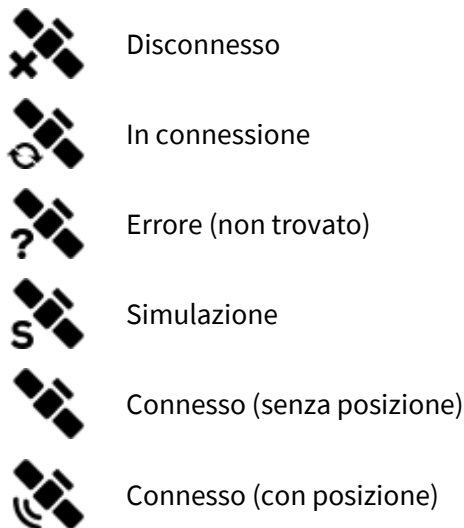 Disconnesso
In connessione
? Errore (non trovato)
S Simulazione
Connesso (senza posizione)
Connesso (con posizione)